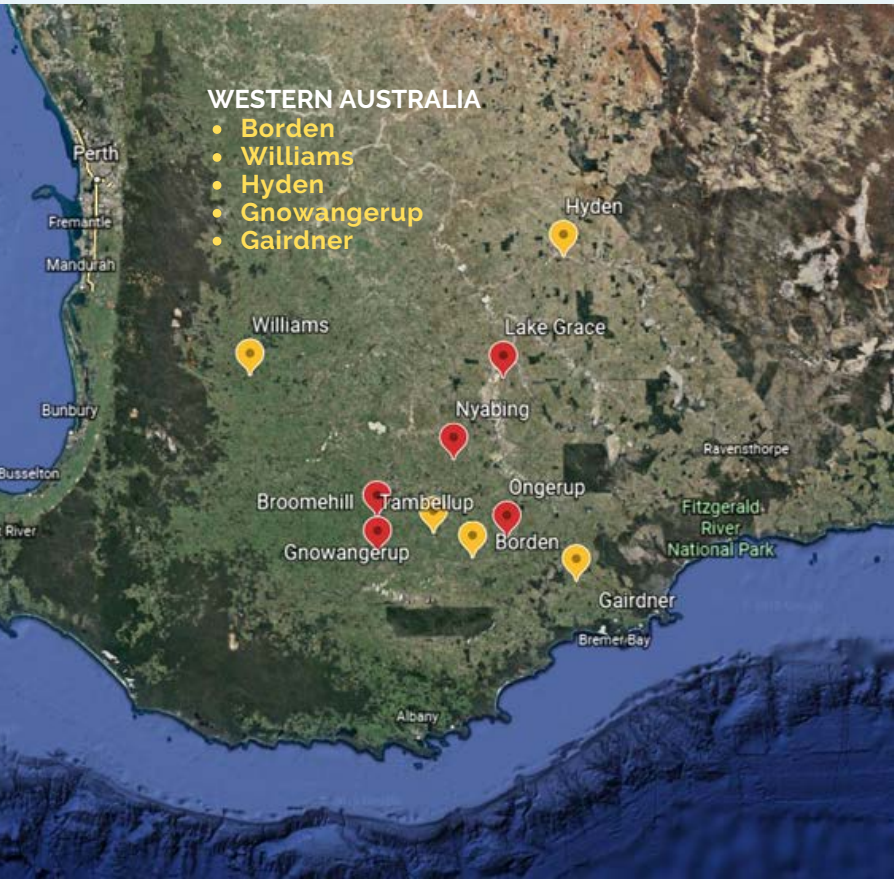 WESTERN AUSTRALIA
• Borden
• Williams
• Hyden
• Gnowangerup
• Gairdner
Perth
Fremantle
Mandurah
Hyden
Williams
Lake Grace
Bunbury
Nyabing
Ravensthorpe
Busselton
Ongerup
Broomehill
Tambellup
Fitzgerald
River
National Park
t River
Borden
Gnowangerup
Gairdner
Bremer Bay
Albany